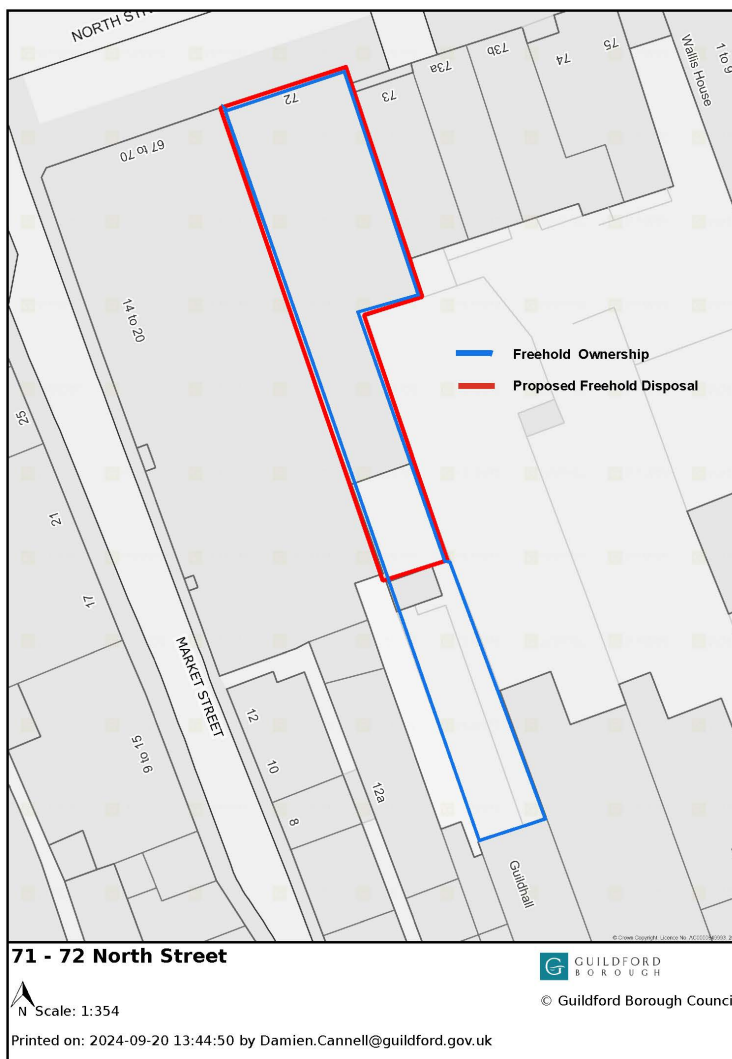 NORTH STR
72
73
73a
73b
74
75
Wallis House
1 to 9
67 to 70
14 to 20
Freehold Ownership
Proposed Freehold Disposal
25
21
17
MARKET STREET
9 to 15
12
10
8
12a
Guildhall
71 - 72 North Street
N Scale: 1:354
Printed on: 2024-09-20 13:44:50 by Damien.Cannell@guildford.gov.uk
G GUILDFORD
BOROUGH
© Guildford Borough Counci